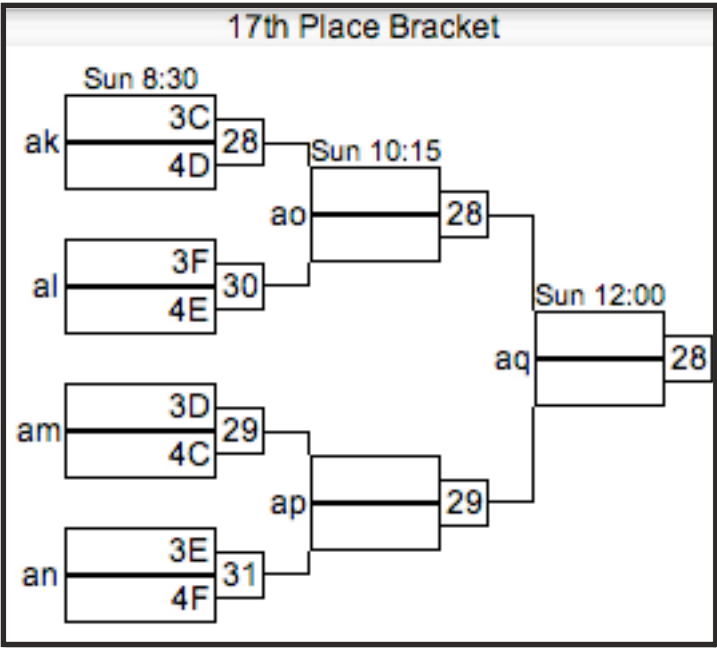 17th Place Bracket
Sun 8:30
3C
ak
28
4D
Sun 10:15
ao
28
3F
al
30
4E
Sun 12:00
aq
28
3D
am
29
4C
ap
29
3E
an
31
4F